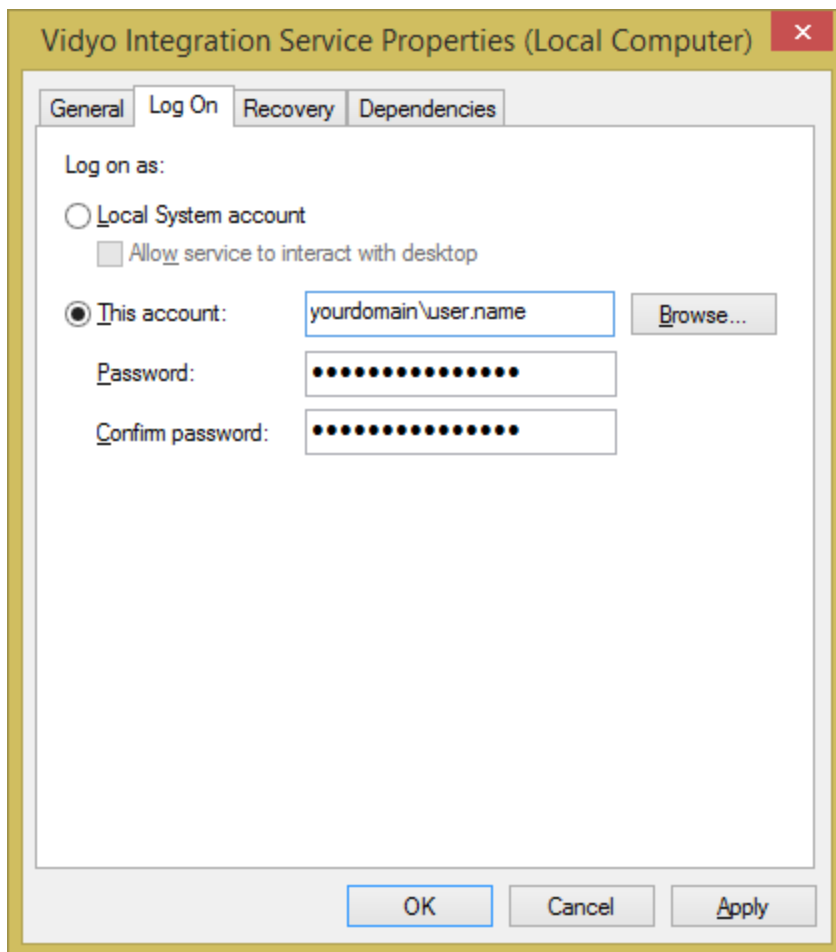 Vidyo Integration Service Properties (Local Computer)
General Log On Recovery Dependencies
Log on as:
Local System account
Allow service to interact with desktop
This account: yourdomain\user.name Browse...
Password: •••••••••••••••
Confirm password: •••••••••••••••
OK Cancel Apply